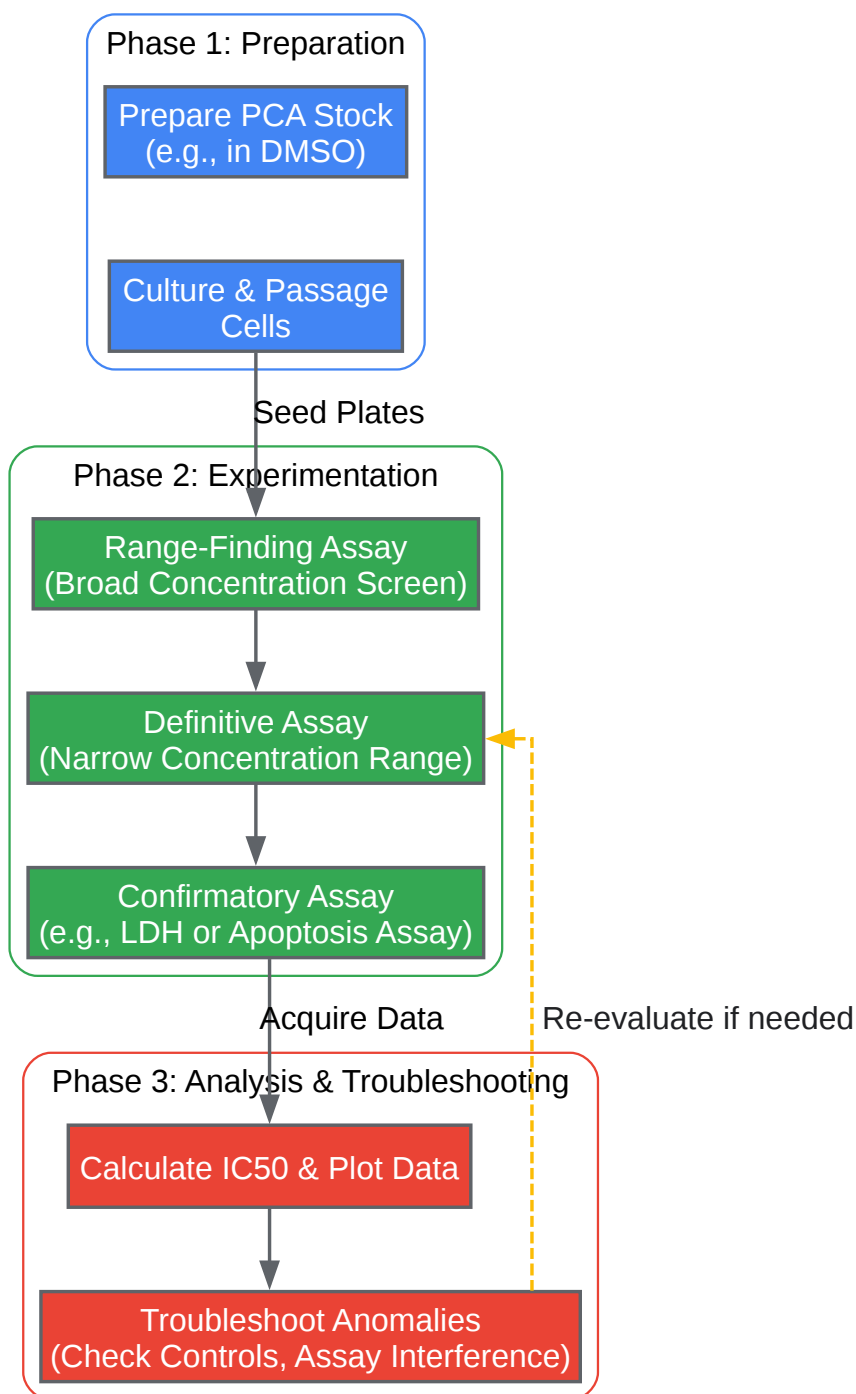 Phase 1: Preparation
Prepare PCA Stock
(e.g., in DMSO)
Culture & Passage
Cells
Seed Plates
Phase 2: Experimentation
Range-Finding Assay
(Broad Concentration Screen)
Definitive Assay
(Narrow Concentration Range)
Confirmatory Assay
(e.g., LDH or Apoptosis Assay)
Acquire Data
Re-evaluate if needed
Phase 3: Analysis & Troubleshooting
Calculate IC50 & Plot Data
Troubleshoot Anomalies
(Check Controls, Assay Interference)